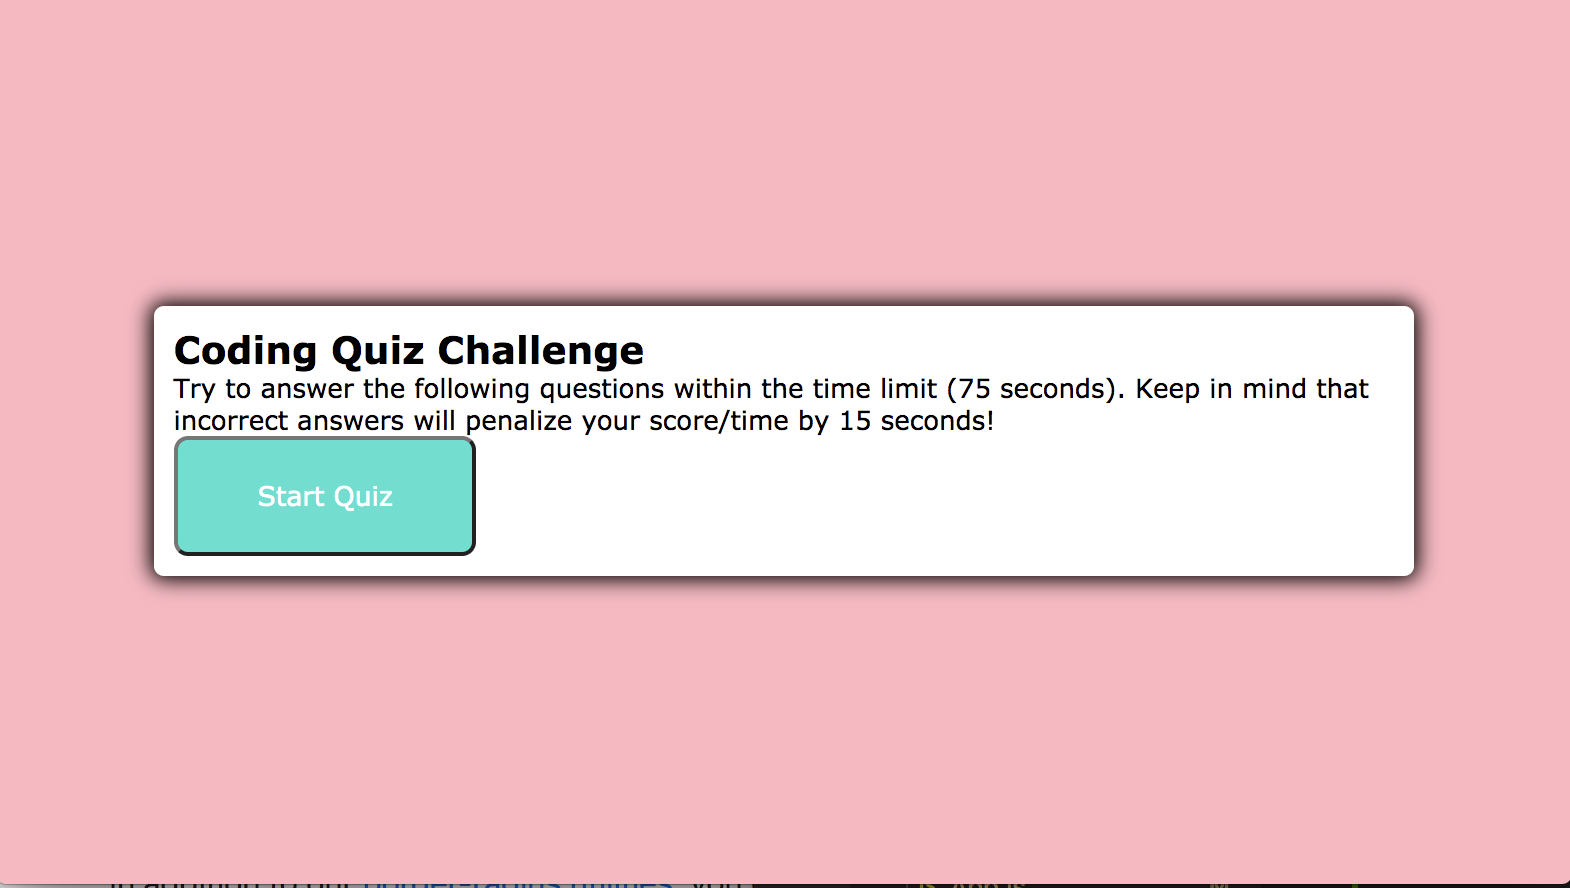 Coding Quiz Challenge
Try to answer the following questions within the time limit (75 seconds). Keep in mind that
incorrect answers will penalize your score/time by 15 seconds!
Start Quiz